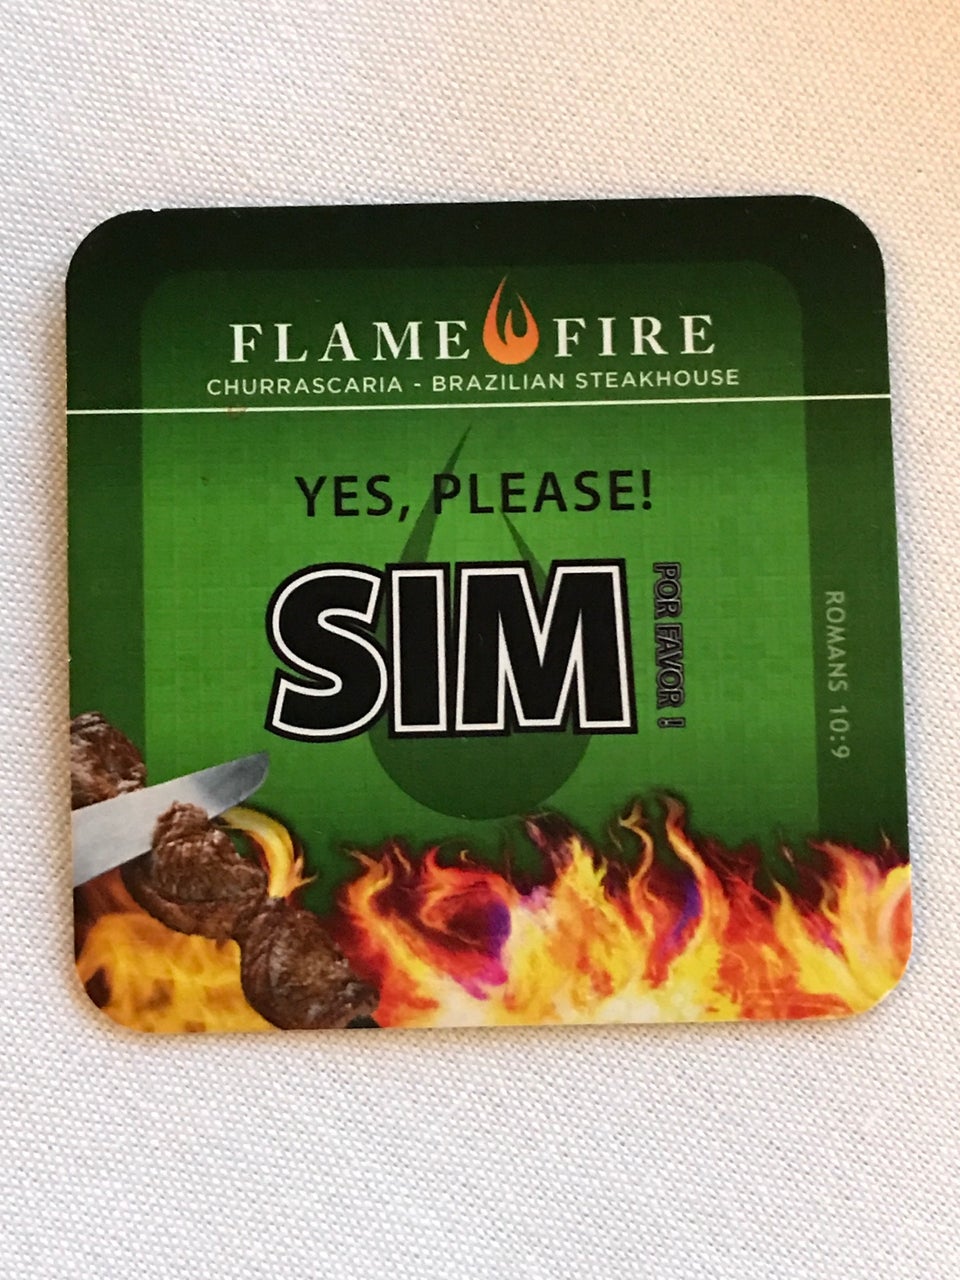 FLAME FIRE
CHURRASCARIA - BRAZILIAN STEAKHOUSE
YES, PLEASE!
SIM
POR FAVOR !
ROMANS 10:9